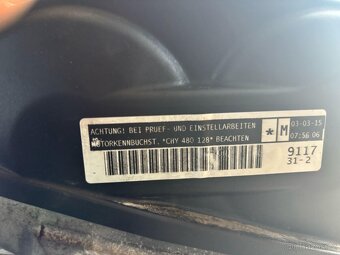 ACHTUNG! BEI PRUEF- UND EINSTELLARBEITEN
MOTORKENNBUCHST. *CHY 480 128* BEACHTEN
* M
03-03-15
07:56 06
9117
31-2